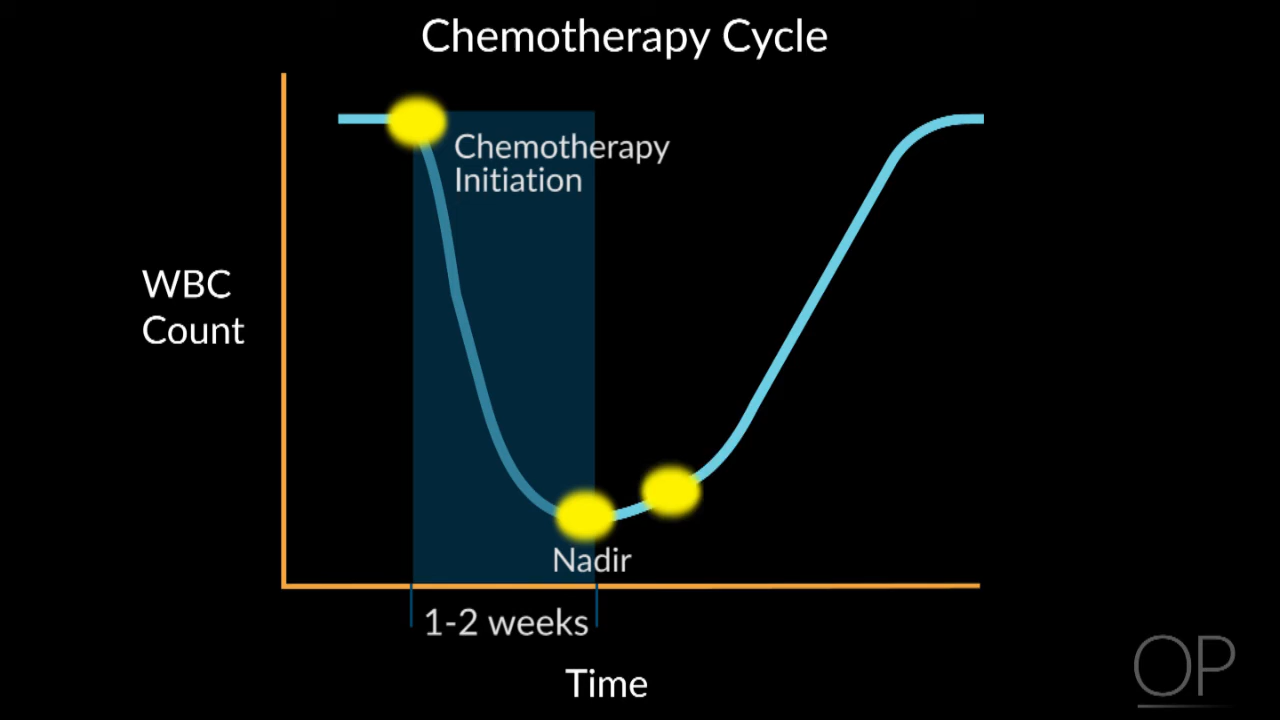 Chemotherapy Cycle
Chemotherapy
Initiation
WBC
Count
Nadir
1-2 weeks
Time
OP